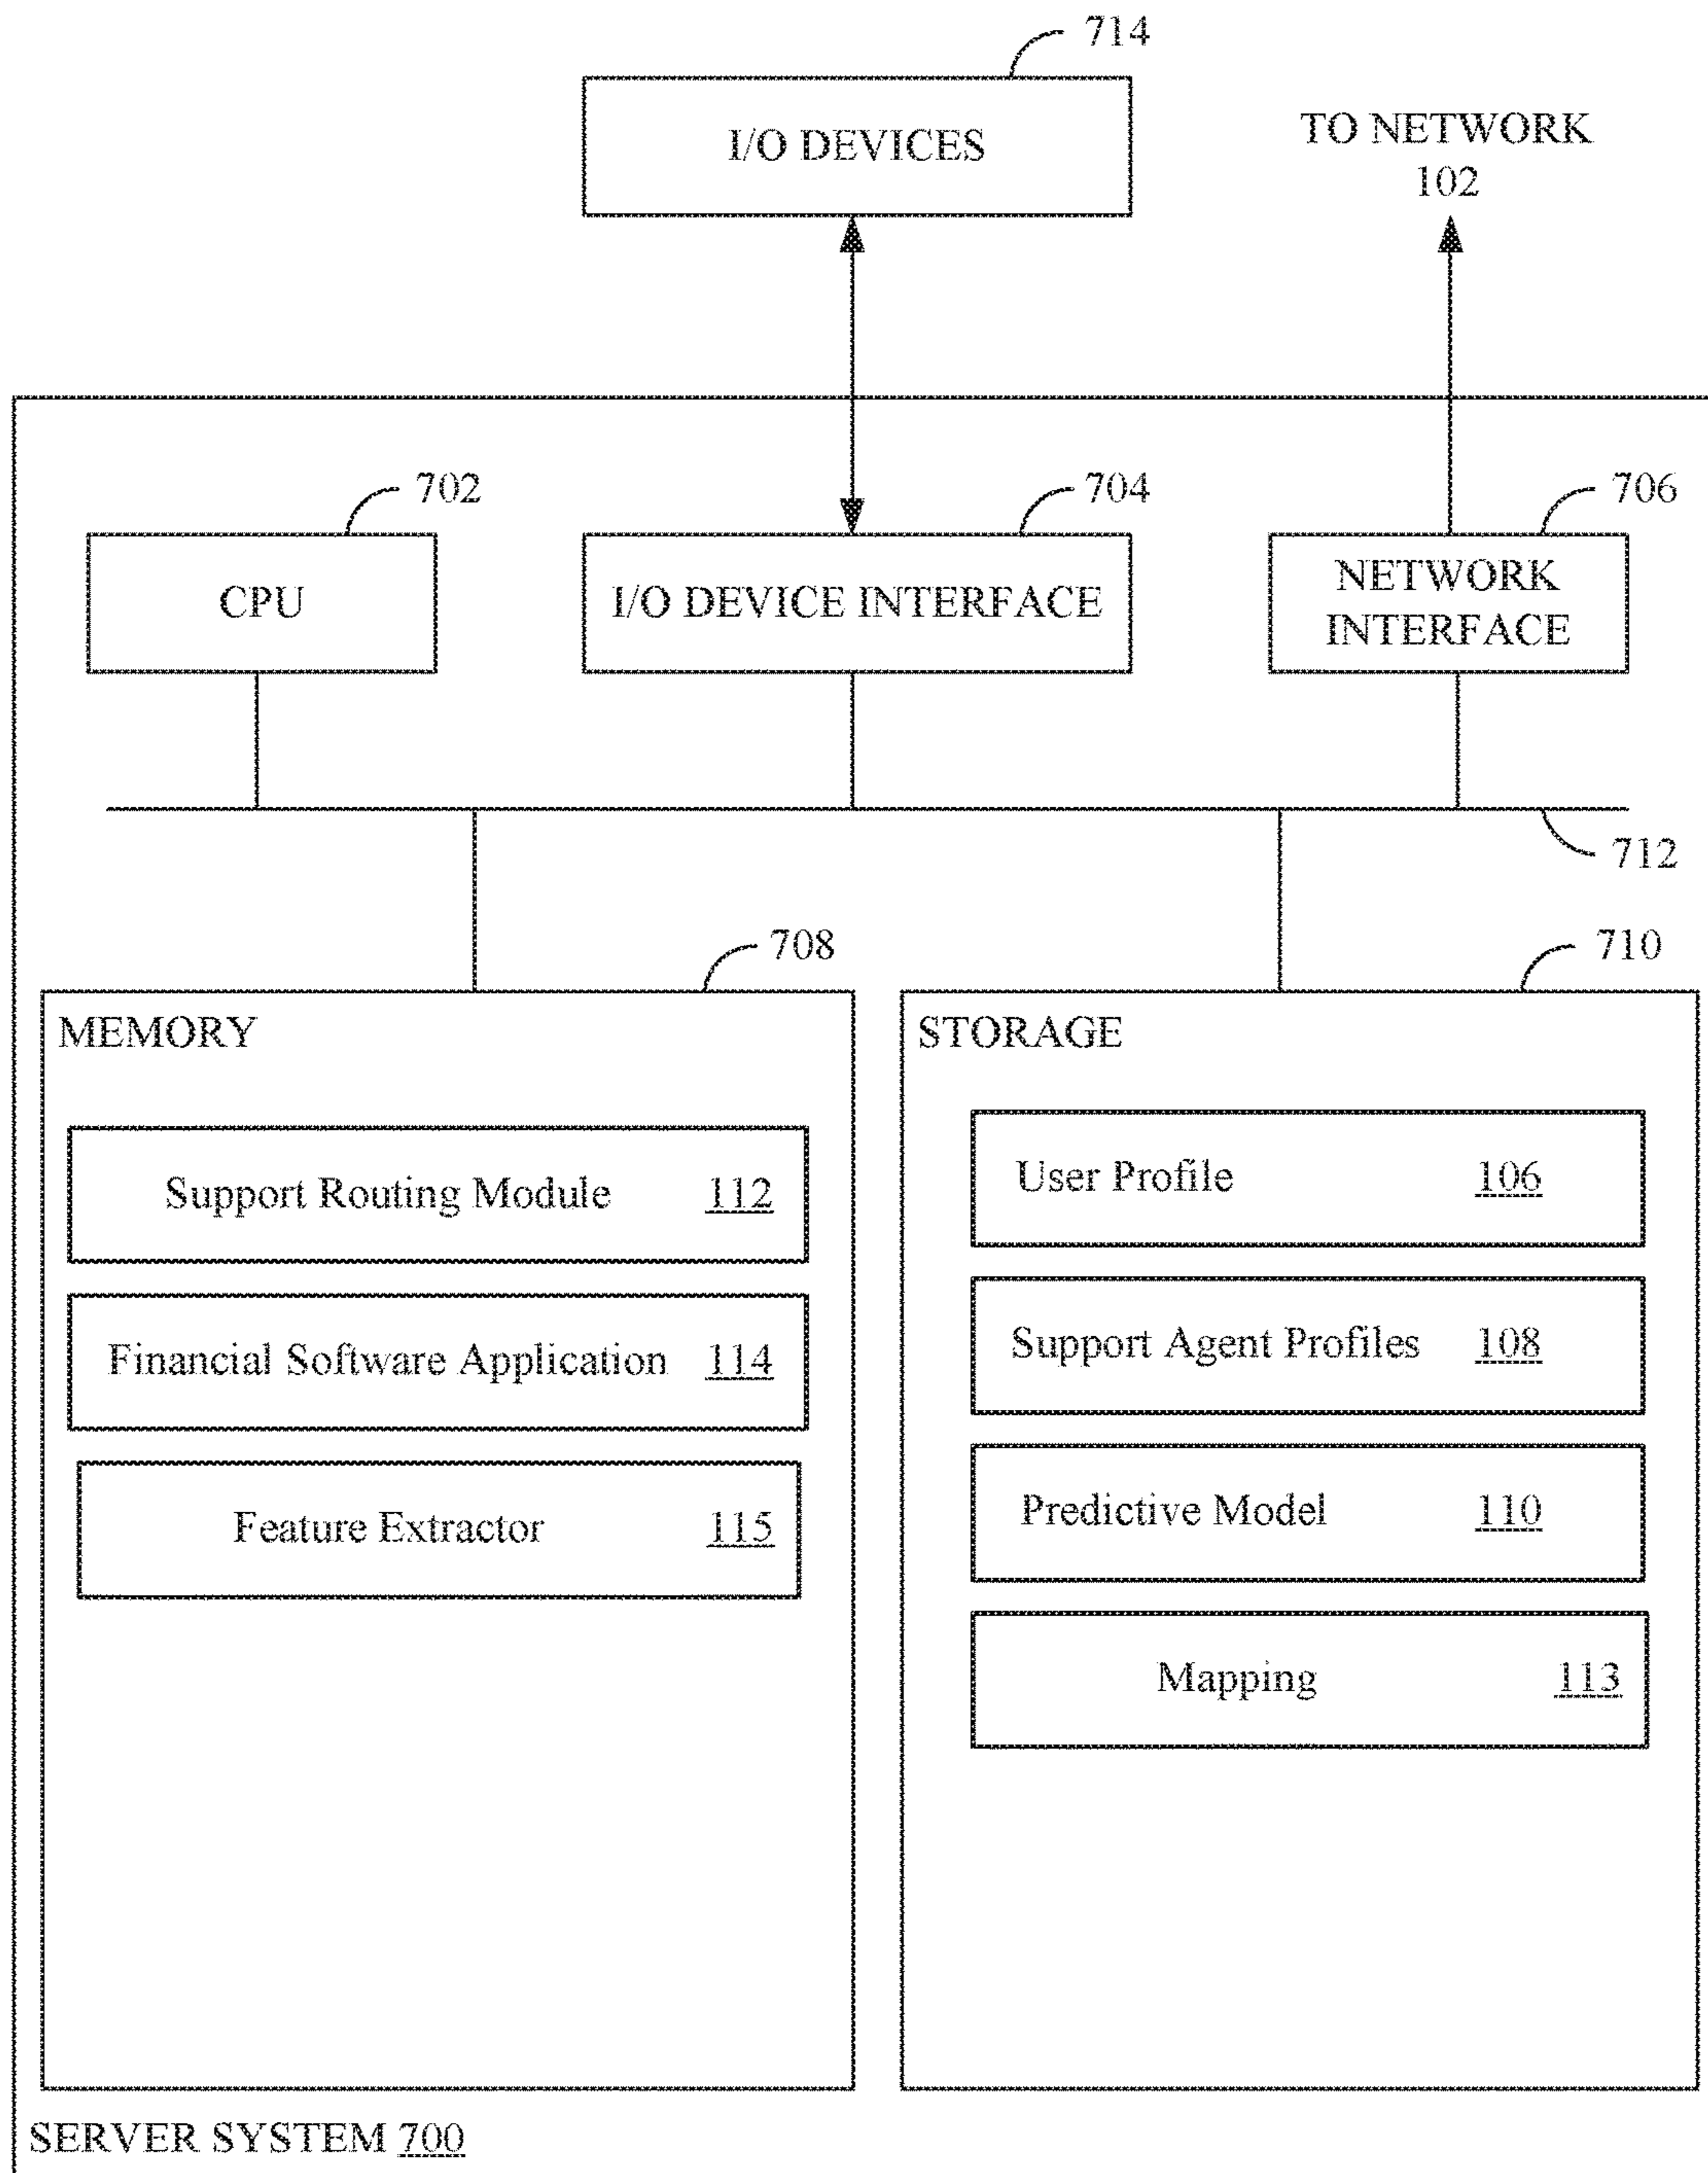 714
I/O DEVICES
TO NETWORK
102
702
704
706
CPU
I/O DEVICE INTERFACE
NETWORK
INTERFACE
712
708
710
MEMORY
STORAGE
Support Routing Module 112
Financial Software Application 114
Feature Extractor 115
User Profile 106
Support Agent Profiles 108
Predictive Model 110
Mapping 113
SERVER SYSTEM 700